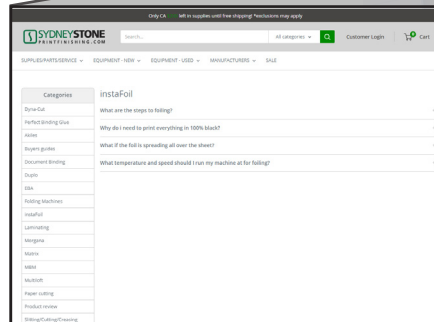 Only CA left in supplies until free shipping! *exclusions may apply
SYDNEYSTONE
PRINTFINISHING.COM
Search...
All categories
Customer Login
0
Cart
SUPPLIES/PARTS/SERVICE
EQUIPMENT - NEW
EQUIPMENT - USED
MANUFACTURERS
SALE
Categories
Dyna-Cut
Perfect Binding Glue
Akiles
Buyers guides
Document Binding
Duplo
EBA
Folding Machines
instaFoil
Laminating
Morgana
Matrix
MBM
Multiloft
Paper cutting
Product review
Slitting/Cutting/Creasing
instaFoil
What are the steps to foiling?
Why do i need to print everything in 100% black?
What if the foil is spreading all over the sheet?
What temperature and speed should I run my machine at for foiling?